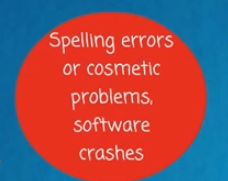 Spelling errors
or cosmetic
problems,
software
crashes